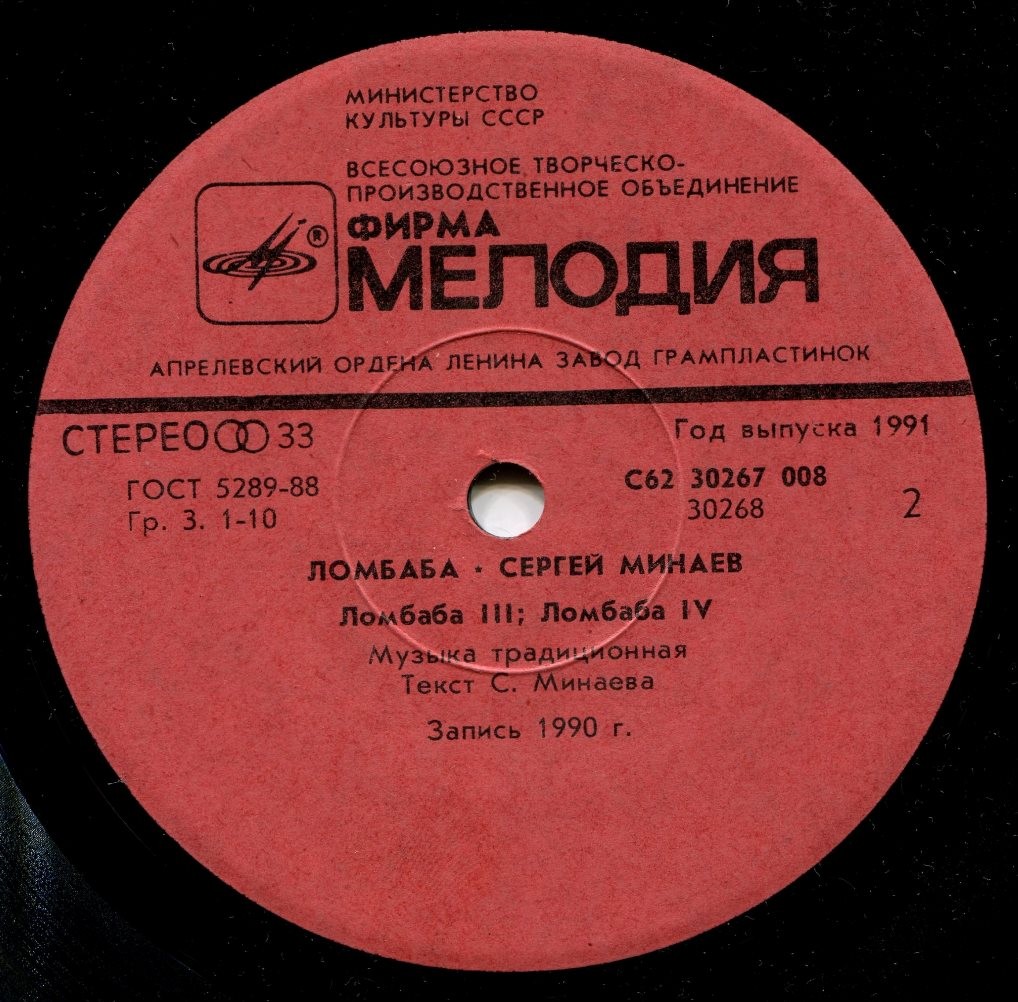 МИНИСТЕРСТВО
КУЛЬТУРЫ СССР
ВСЕСОЮЗНОЕ ТВОРЧЕСКО-
ПРОИЗВОДСТВЕННОЕ ОБЪЕДИНЕНИЕ
ФИРМА
®
МЕЛОДИЯ
АПРЕЛЕВСКИЙ ОРДЕНА ЛЕНИНА ЗАВОД ГРАМПЛАСТИНОК
СТЕРЕО 33
Год выпуска 1991
ГОСТ 5289-88
С62 30267 008
Гр. 3. 1-10
30268
2
ЛОМБАБА · СЕРГЕЙ МИНАЕВ
Ломбаба III; Ломбаба IV
Музыка традиционная
Текст С. Минаева
Запись 1990 г.